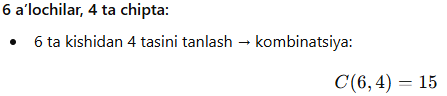 6 a’lochilar, 4 ta chipta:
• 6 ta kishidan 4 tasini tanlash → kombinatsiya:
C(6, 4) = 15